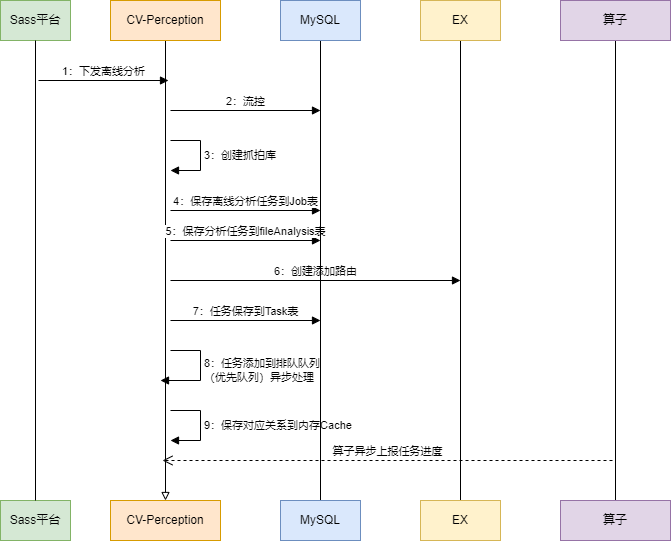 Sass平台
CV-Perception
MySQL
EX
算子
1：下发离线分析
2：流控
3：创建抓拍库
4：保存离线分析任务到Job表
5：保存分析任务到fileAnalysis表
6：创建添加路由
7：任务保存到Task表
8：任务添加到排队队列
（优先队列）异步处理
9：保存对应关系到内存Cache
算子异步上报任务进度
Sass平台
CV-Perception
MySQL
EX
算子